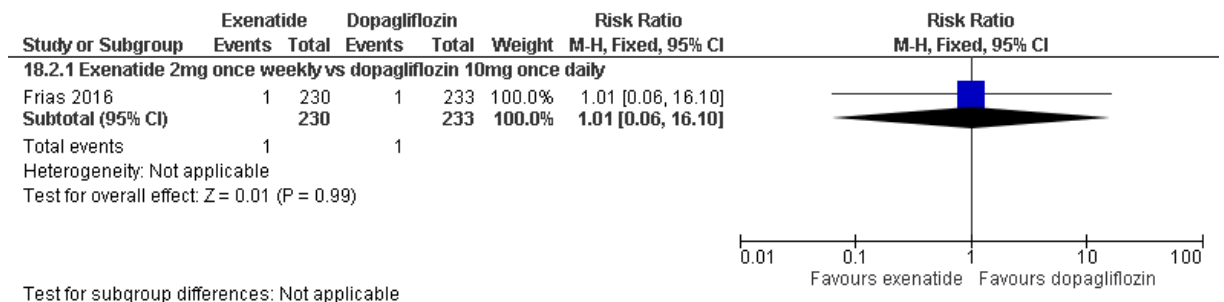 Exenatide Dopagliflozin Risk Ratio Risk Ratio
Study or Subgroup Events Total Events Total Weight M-H, Fixed, 95% CI M-H, Fixed, 95% CI
18.2.1 Exenatide 2mg once weekly vs dopagliflozin 10mg once daily
Frias 2016 1 230 1 233 100.0% 1.01 [0.06, 16.10]
Subtotal (95% CI) 230 233 100.0% 1.01 [0.06, 16.10]
Total events 1 1
Heterogeneity: Not applicable
Test for overall effect: Z = 0.01 (P = 0.99)
0.01 0.1 1 10 100
Favours exenatide Favours dopagliflozin
Test for subgroup differences: Not applicable